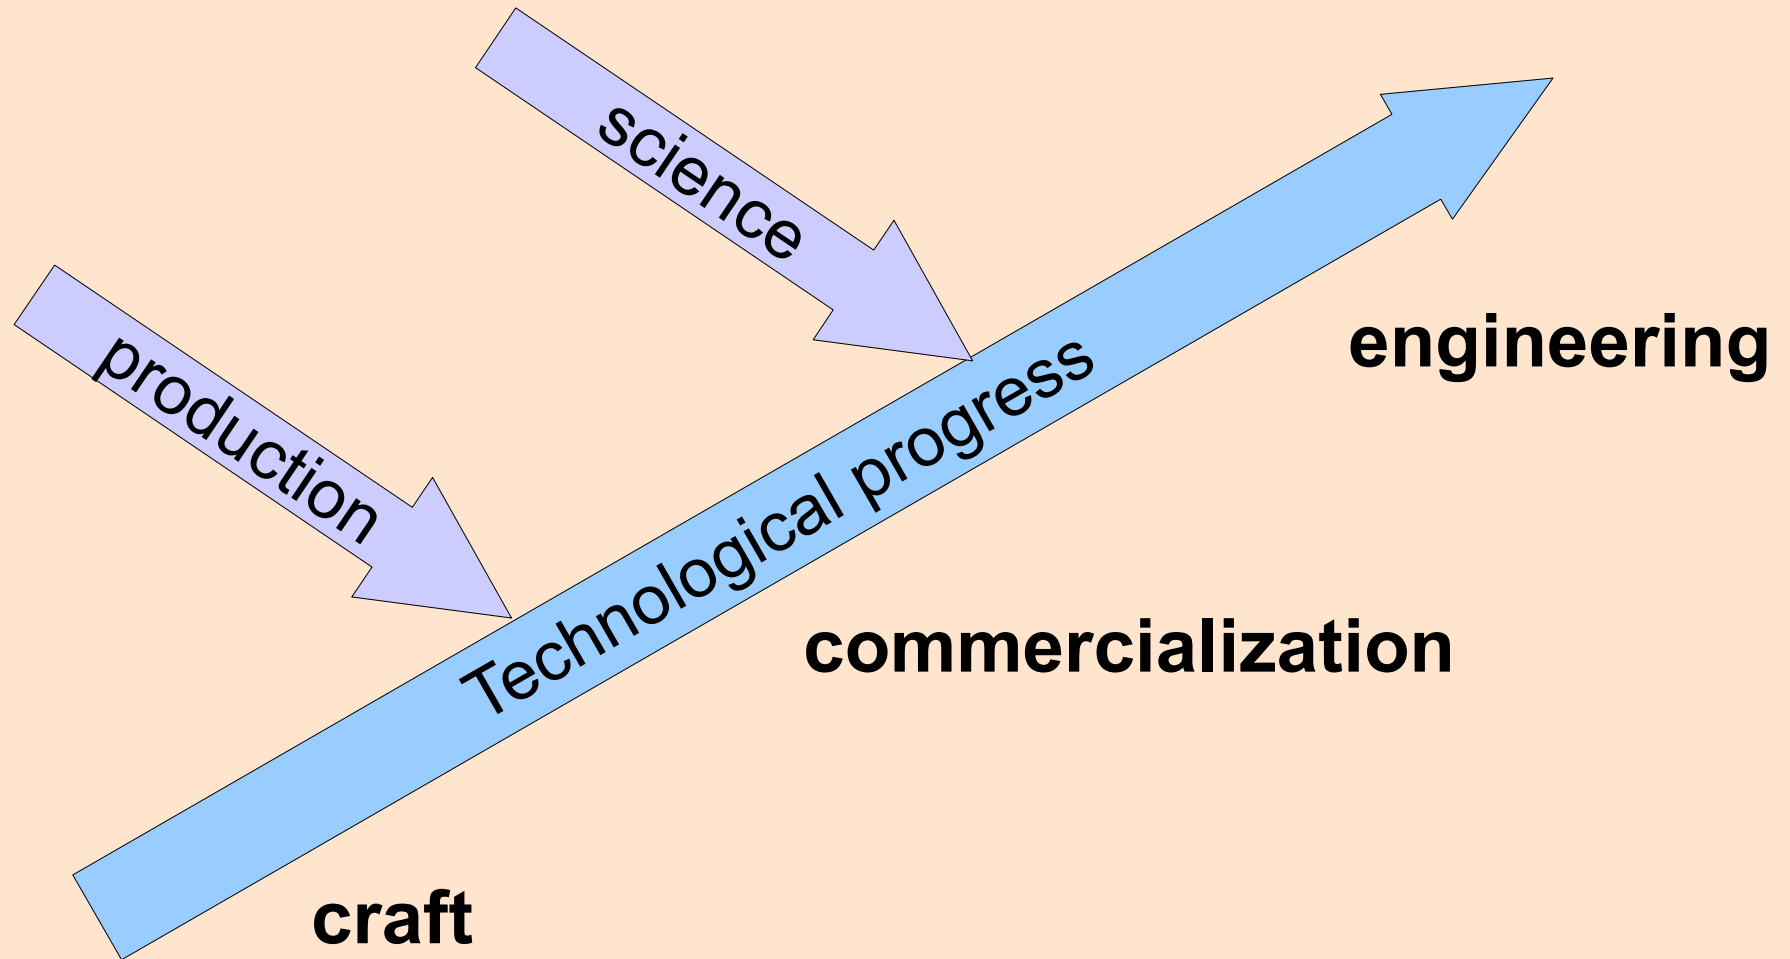 science
production
Technological progress
engineering
commercialization
craft